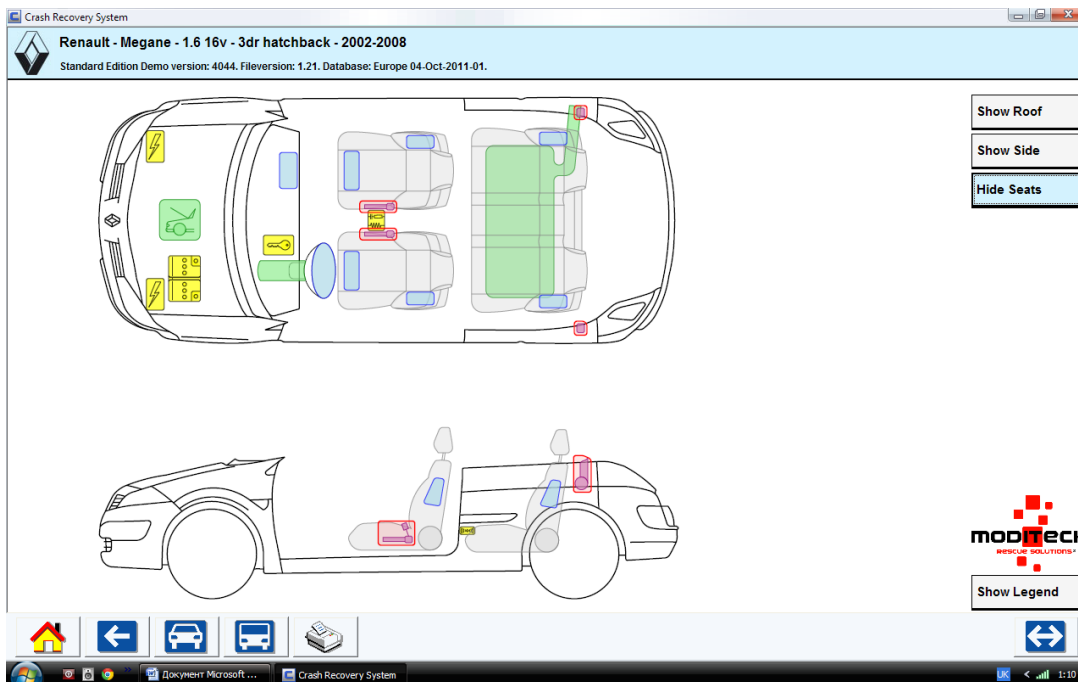 Crash Recovery System
Renault - Megane - 1.6 16v - 3dr hatchback - 2002-2008
Standard Edition Demo version: 4044. Fileversion: 1.21. Database: Europe 04-Oct-2011-01.
Show Roof
Show Side
Hide Seats
MODITECH
RESCUE SOLUTIONS
Show Legend
Документ Microsoft ...
Crash Recovery System
UK
1:10